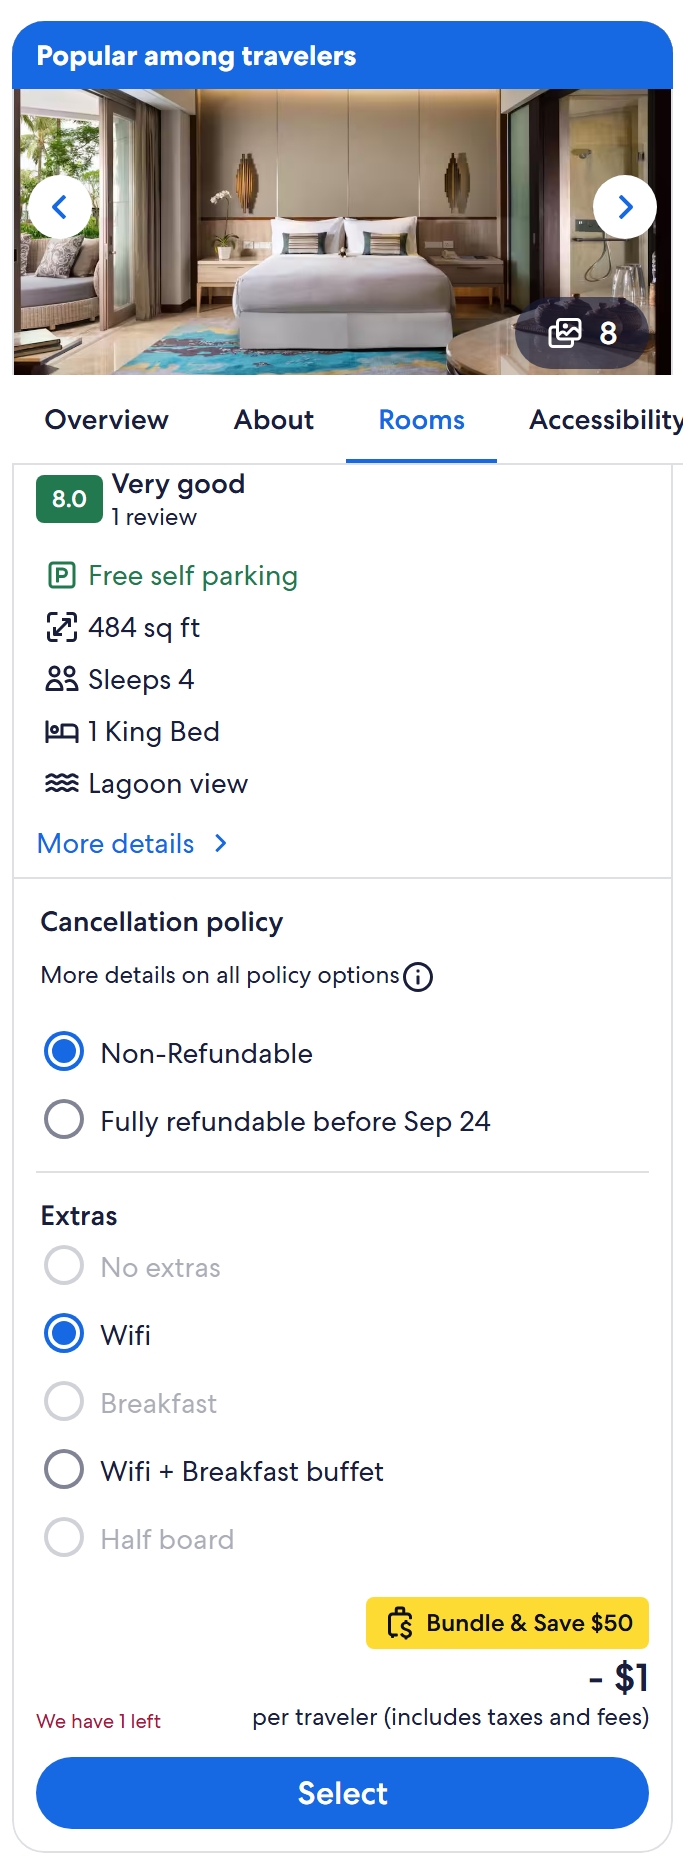 Popular among travelers
8
Overview About Rooms Accessibility
8.0 Very good
1 review
Free self parking
484 sq ft
Sleeps 4
1 King Bed
Lagoon view
More details
Cancellation policy
More details on all policy options
Non-Refundable
Fully refundable before Sep 24
Extras
No extras
Wifi
Breakfast
Wifi + Breakfast buffet
Half board
Bundle & Save $50
- $1
We have 1 left per traveler (includes taxes and fees)
Select